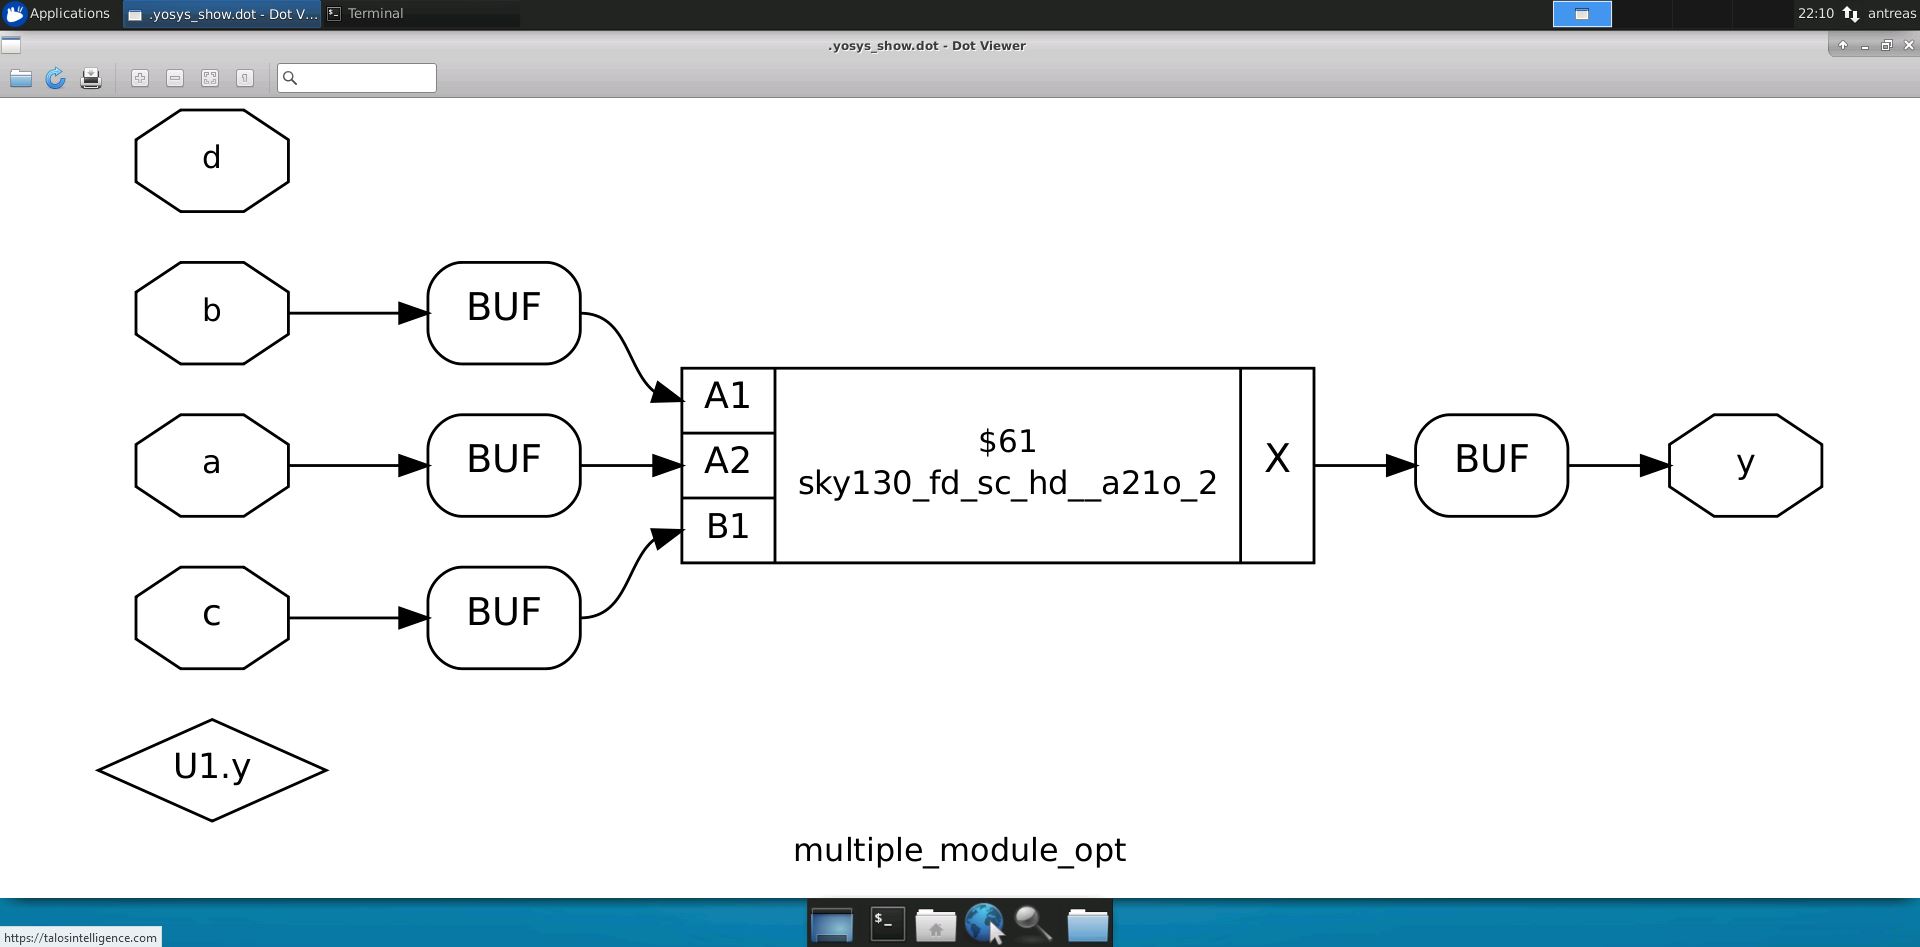 Applications
.yosys_show.dot - Dot V...
Terminal
22:10
antreas
.yosys_show.dot - Dot Viewer
d
b
BUF
A1
a
BUF
A2
$61
sky130_fd_sc_hd__a21o_2
X
BUF
y
B1
c
BUF
U1.y
multiple_module_opt
$_
https://talosintelligence.com